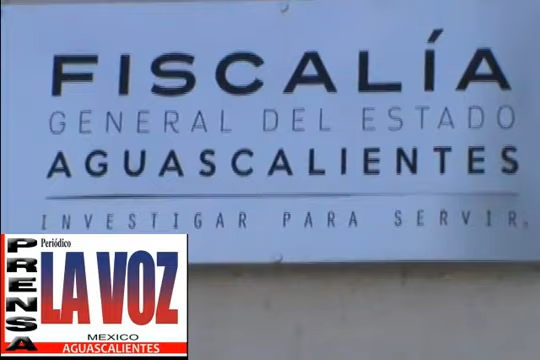 FISCALÍA
GENERAL DEL ESTADO
AGUASCALIENTES
INVESTIGAR PARA SERVIR.
PRENSA
Periódico
LA VOZ
MEXICO
AGUASCALIENTES